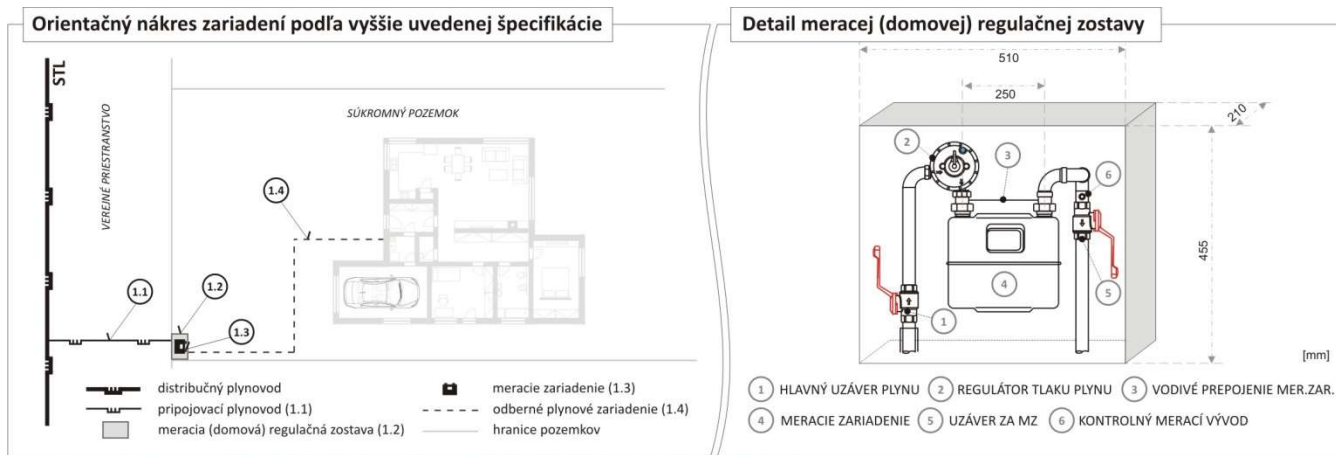 Orientačný nákres zariadení podľa vyššie uvedenej špecifikácie
STL
VEREJNÉ PRIESTRANSTVO
SÚKROMNÝ POZEMOK
1.4
1.1
1.2
1.3
distribučný plynovod
pripojovací plynovod (1.1)
meracia (domová) regulačná zostava (1.2)
meracie zariadenie (1.3)
odberné plynové zariadenie (1.4)
hranice pozemkov
Detail meracej (domovej) regulačnej zostavy
510
250
210
2
3
6
455
4
5
1
[mm]
1 HLAVNÝ UZÁVER PLYNU 2 REGULÁTOR TLAKU PLYNU 3 VODIVÉ PREPOJENIE MER.ZAR.
4 MERACIE ZARIADENIE 5 UZÁVER ZA MZ 6 KONTROLNÝ MERACÍ VÝVOD